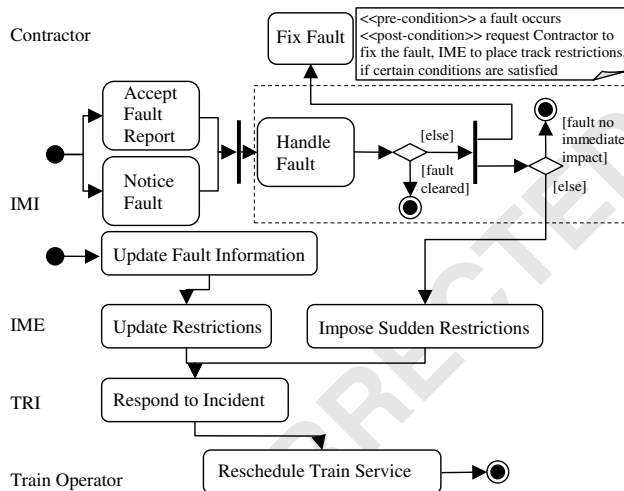 Contractor
Fix Fault
<<pre-condition>> a fault occurs
<<post-condition>> request Contractor to
fix the fault, IME to place track restrictions,
if certain conditions are satisfied
Accept
Fault
Report
Notice
Fault
Handle
Fault
[else]
[fault
cleared]
[fault no
immediate
impact]
[else]
IMI
Update Fault Information
IME
Update Restrictions
Impose Sudden Restrictions
TRI
Respond to Incident
Train Operator
Reschedule Train Service
RRECTED